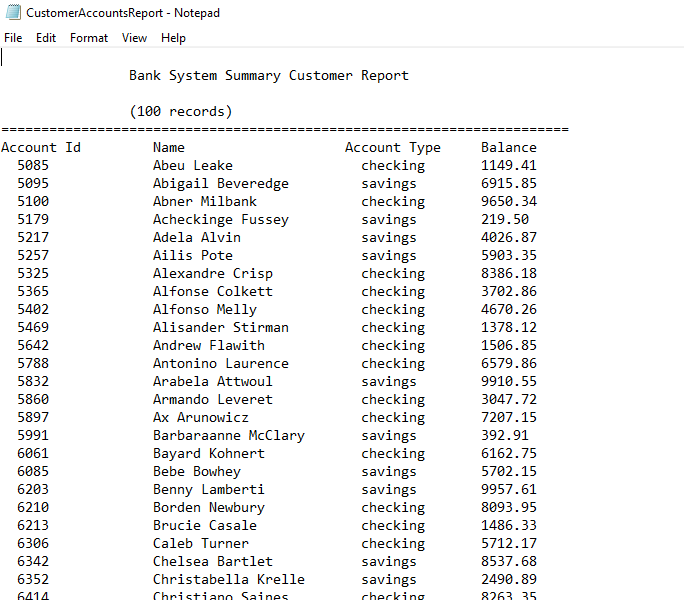 CustomerAccountsReport - Notepad
File Edit Format View Help
Bank System Summary Customer Report
(100 records)
=======================================================================
Account Id Name Account Type Balance
5085 Abeu Leake checking 1149.41
5095 Abigail Beveredge savings 6915.85
5100 Abner Milbank checking 9650.34
5179 Acheckinge Fussey savings 219.50
5217 Adela Alvin savings 4026.87
5257 Ailis Pote savings 5903.35
5325 Alexandre Crisp checking 8386.18
5365 Alfonse Colkett checking 3702.86
5402 Alfonso Melly checking 4670.26
5469 Alisander Stirman checking 1378.12
5642 Andrew Flawith checking 1506.85
5788 Antonino Laurence checking 6579.86
5832 Arabela Attwoul savings 9910.55
5860 Armando Leveret checking 3047.72
5897 Ax Arunowicz checking 7207.15
5991 Barbaraanne McClary savings 392.91
6061 Bayard Kohnert checking 6162.75
6085 Bebe Bowhey savings 5702.15
6203 Benny Lamberti savings 9957.61
6210 Borden Newbury checking 8093.95
6213 Brucie Casale checking 1486.33
6306 Caleb Turner checking 5712.17
6342 Chelsea Bartlet savings 8537.68
6352 Christabella Krelle savings 2490.89
6414 Christiano Saines checking 8263.35